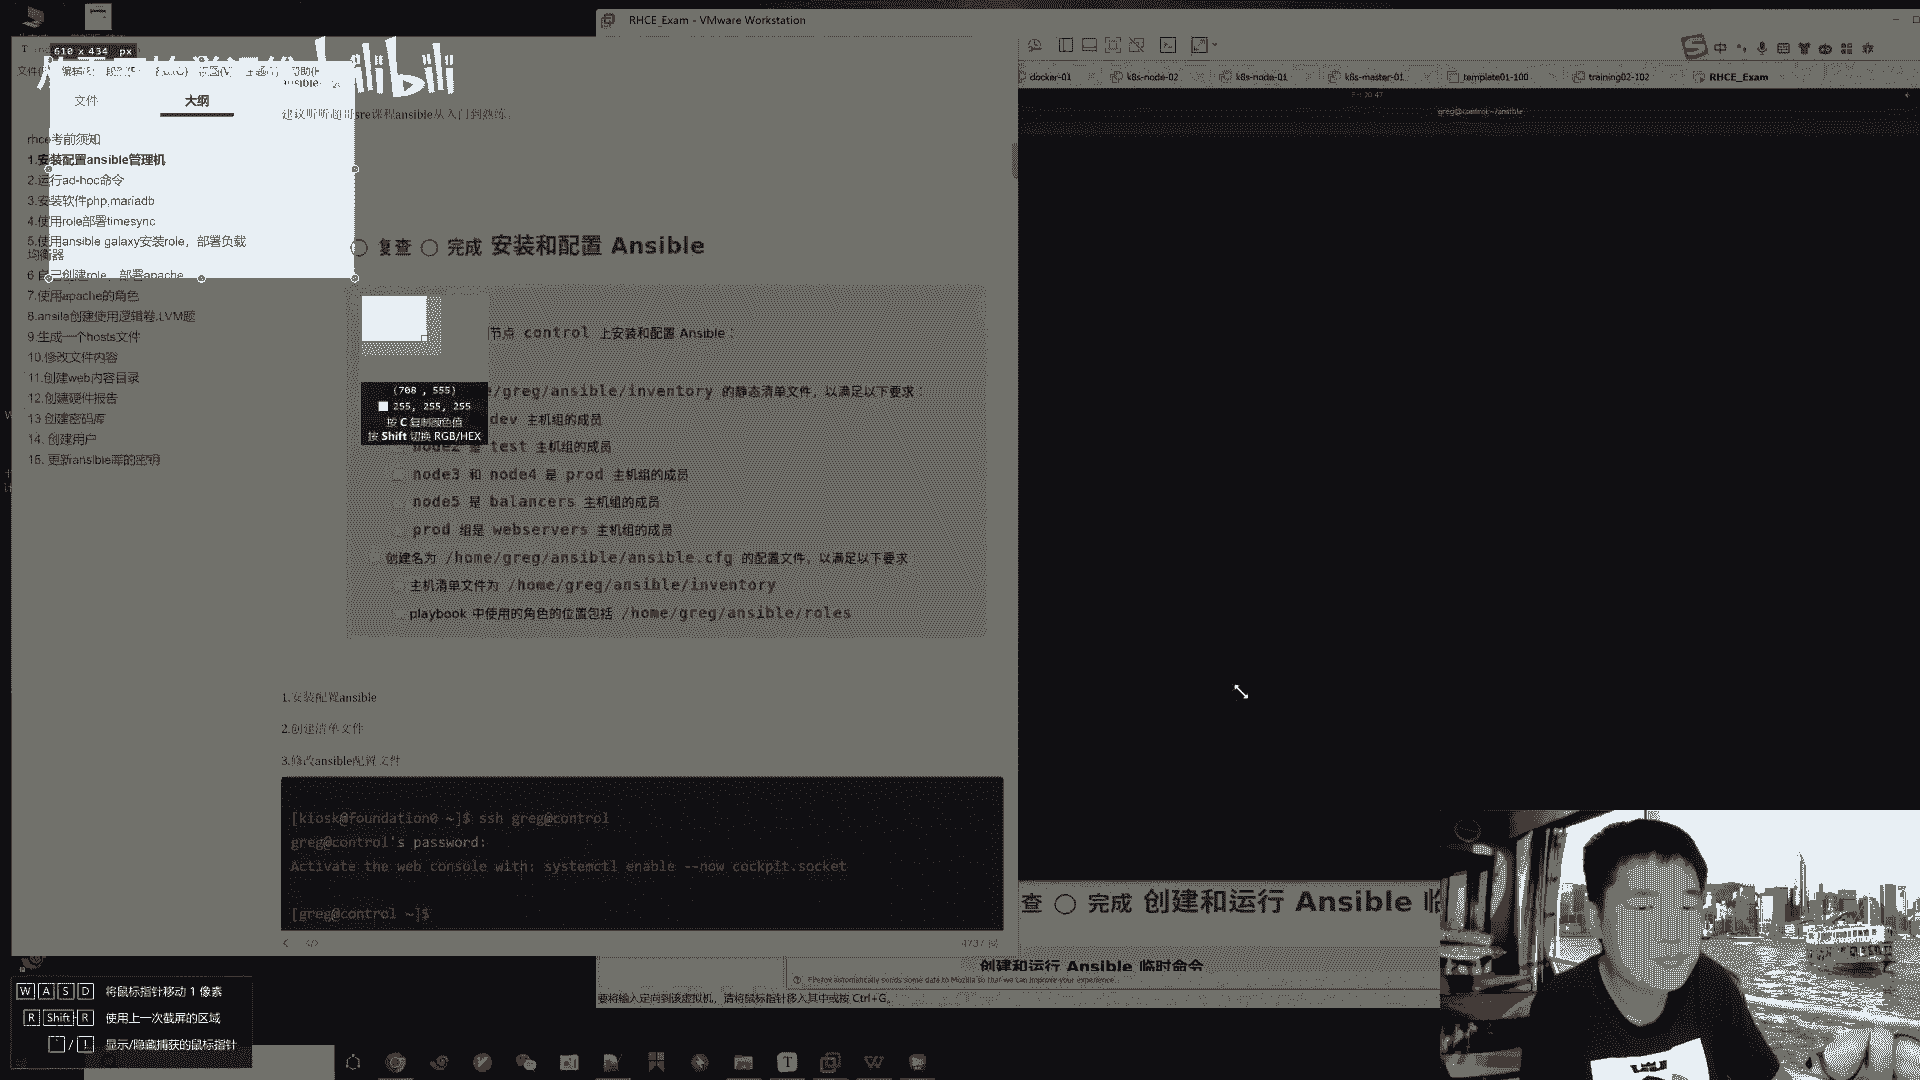 RHCE_Exam - VMware Workstation
610 x 434 px
bilibili
文件
大纲
建议听听超哥sre课程ansible从入门到熟练。
docker-01
k8s-node-02
k8s-node-01
k8s-master-01
template01-100
training02-102
RHCE_Exam
greg@control:~/ansible
rhce考前须知
1.安装配置ansible管理机
2.运行ad-hoc命令
3.安装软件php,mariadb
4.使用role部署timesync
5.使用ansible galaxy安装role，部署负载
均衡器
6.自己创建role，部署apache
7.使用apache的角色
8.ansile创建使用逻辑卷,LVM题
9.生成一个hosts文件
10.修改文件内容
11.创建web内容目录
12.创建硬件报告
13.创建密码库
14. 创建用户
15. 更新ansible库的密钥
复查 完成 安装和配置 Ansible
节点 control 上安装和配置 Ansible：
/greg/ansible/inventory 的静态清单文件，以满足以下要求：
dev 主机组的成员
node2 是 test 主机组的成员
node3 和 node4 是 prod 主机组的成员
node5 是 balancers 主机组的成员
prod 组是 webservers 主机组的成员
创建名为 /home/greg/ansible/ansible.cfg 的配置文件，以满足以下要求
主机清单文件为 /home/greg/ansible/inventory
playbook 中使用的角色的位置包括 /home/greg/ansible/roles
(708 , 555)
255, 255, 255
按 C 复制颜色值
按 Shift 切换 RGB/HEX
1.安装配置ansible
2.创建清单文件
3.修改ansible配置文件
[kiosk@foundation0 ~]$ ssh greg@control
greg@control's password:
Activate the web console with: systemctl enable --now cockpit.socket
[greg@control ~]$
查 完成 创建和运行 Ansible 临
创建和运行 Ansible 临时命令
Firefox automatically sends some data to Mozilla so that we can improve your experience.
要将输入定向到该虚拟机，请将鼠标指针移入其中或按 Ctrl+G。
W A S D 将鼠标指针移动 1 像素
R Shift R 使用上一次截屏的区域
显示/隐藏捕获的鼠标指针